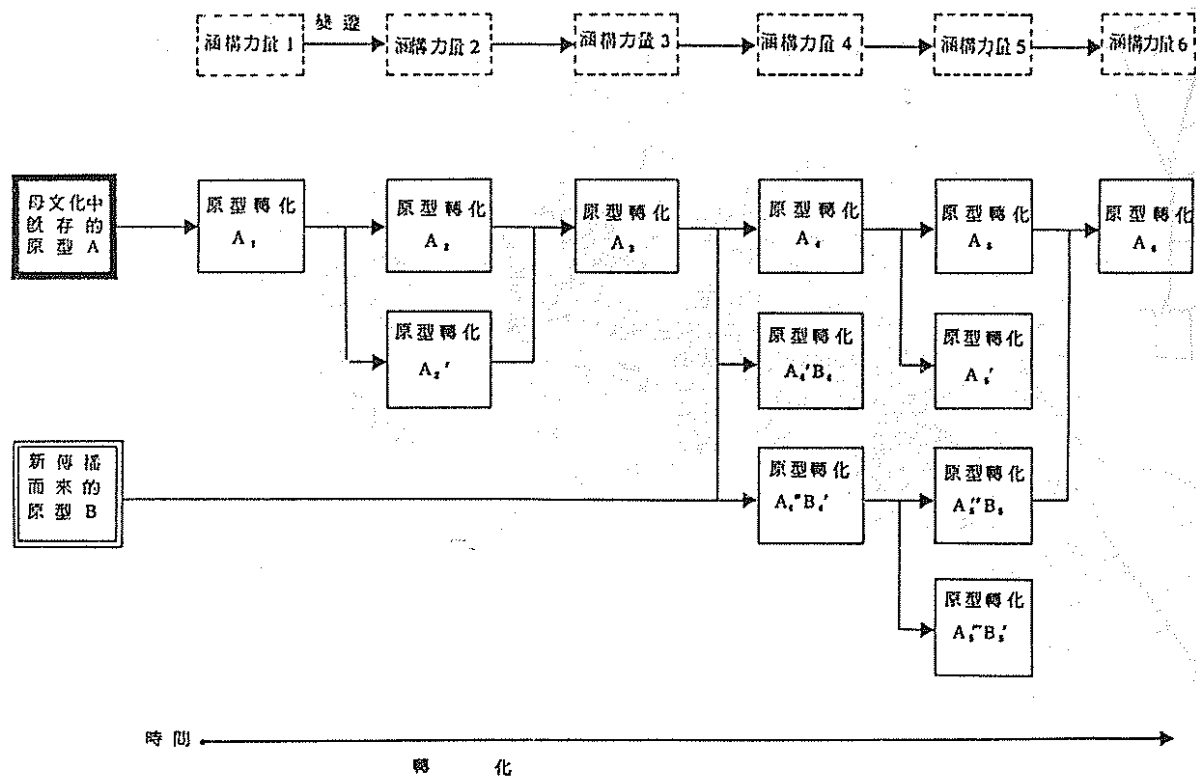 變遷
涵構力量 1
涵構力量 2
涵構力量 3
涵構力量 4
涵構力量 5
涵構力量 6
母文化中
既存的
原型 A
原型轉化
A₁
原型轉化
A₂
原型轉化
A₃
原型轉化
A₄
原型轉化
A₅
原型轉化
A₆
原型轉化
A₂'
原型轉化
A₄'B₄
原型轉化
A₅'
新傳播
而來的
原型 B
原型轉化
A₄"B₄'
原型轉化
A₅"B₅
原型轉化
A₅'"B₅'
時間
轉化